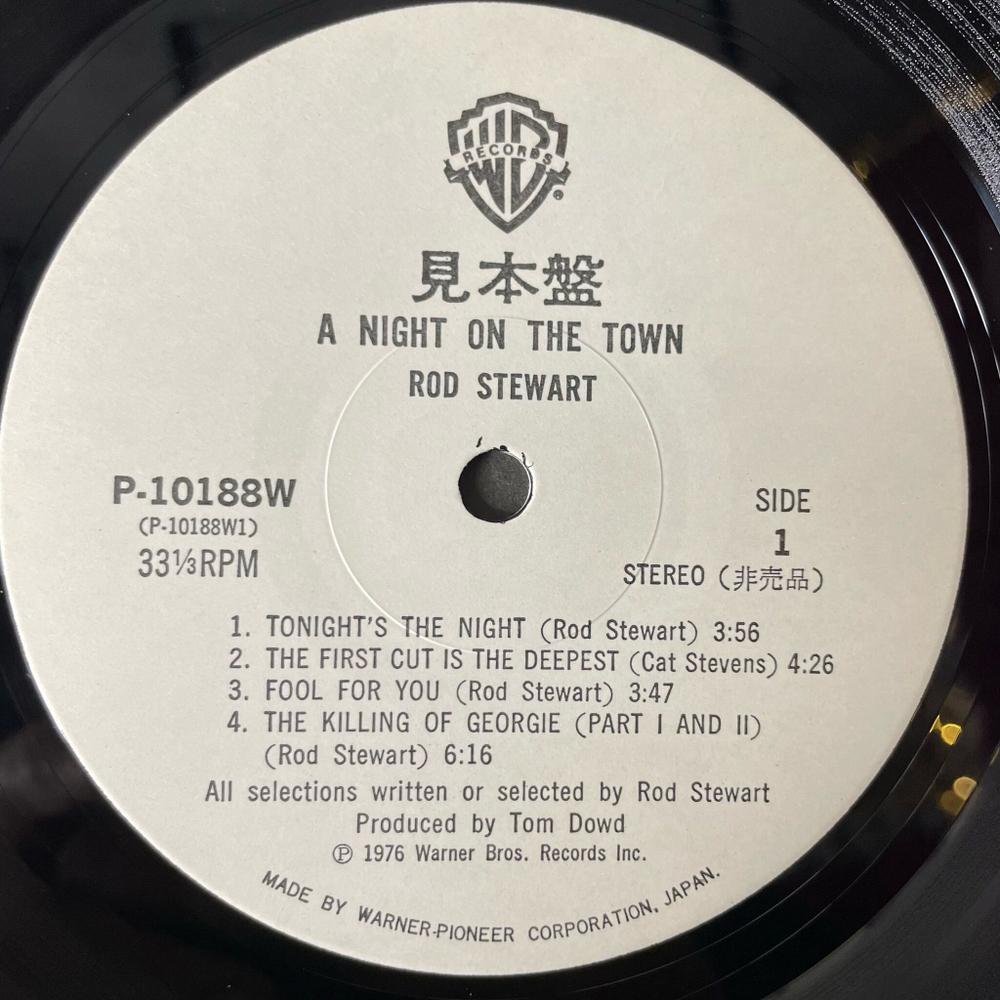 RECORDS
見本盤
A NIGHT ON THE TOWN
ROD STEWART
P-10188W
(P-10188W1)
33⅓RPM
SIDE
1
STEREO (非売品)
1. TONIGHT'S THE NIGHT (Rod Stewart) 3:56
2. THE FIRST CUT IS THE DEEPEST (Cat Stevens) 4:26
3. FOOL FOR YOU (Rod Stewart) 3:47
4. THE KILLING OF GEORGIE (PART I AND II)
(Rod Stewart) 6:16
All selections written or selected by Rod Stewart
Produced by Tom Dowd
℗ 1976 Warner Bros. Records Inc.
MADE BY WARNER-PIONEER CORPORATION, JAPAN.